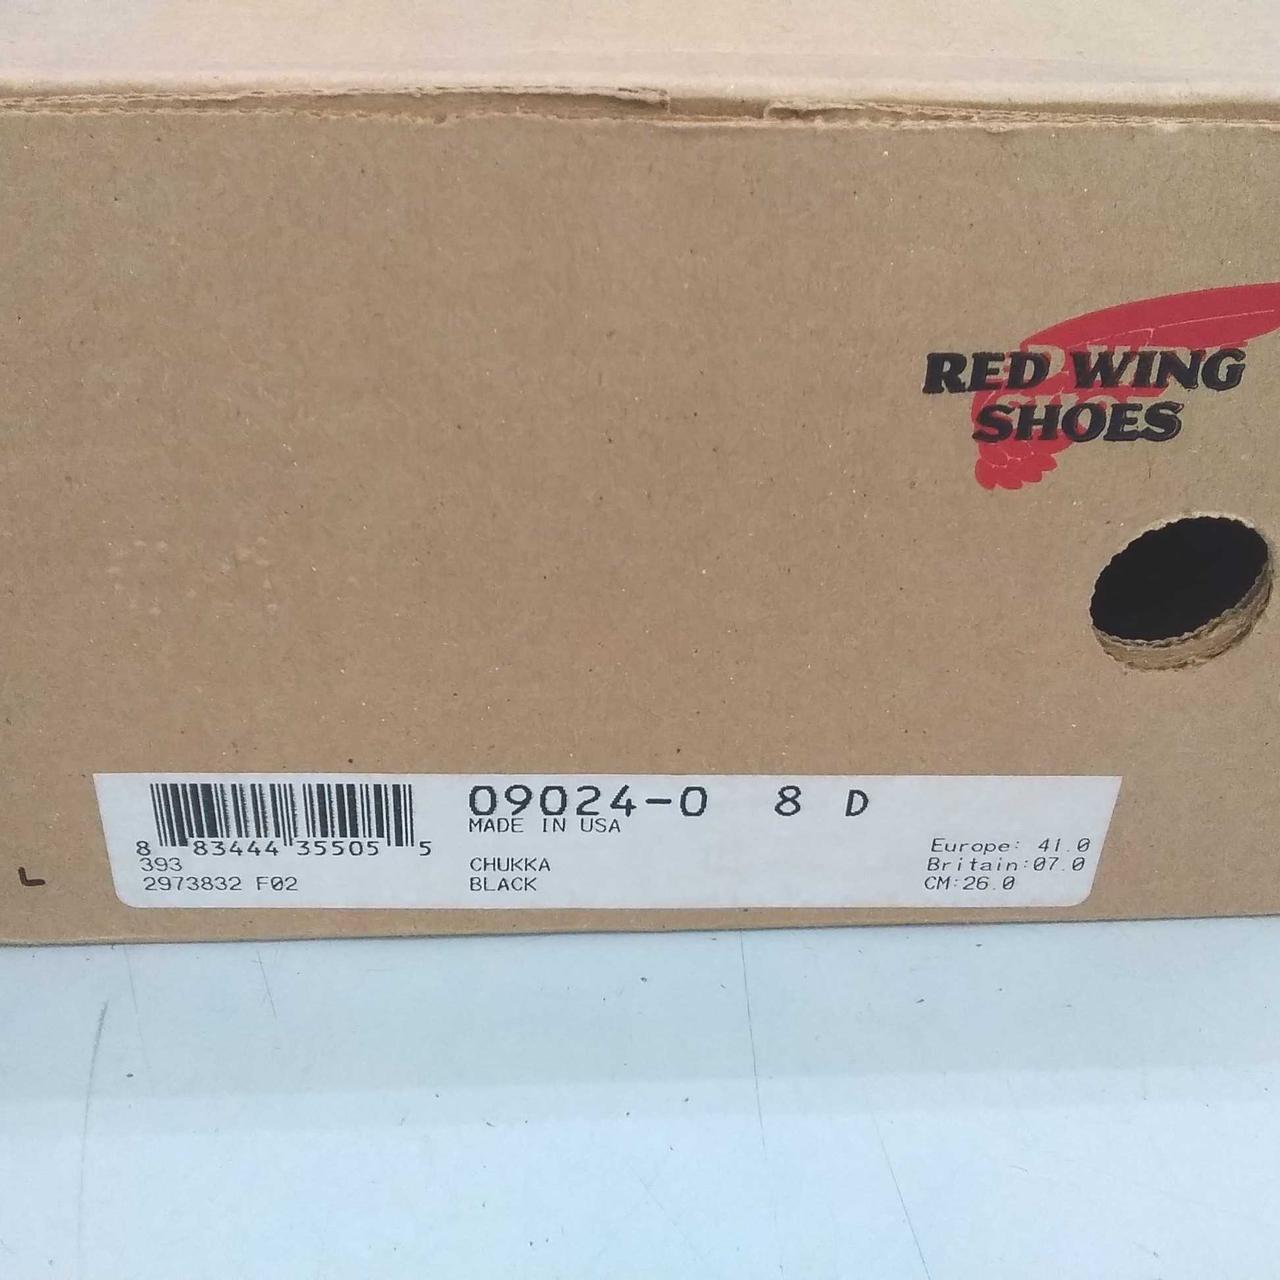 RED WING
SHOES
09024-0 8 D
MADE IN USA
8 83444 35505 5
393
2973832 F02
CHUKKA
BLACK
Europe: 41.0
Britain:07.0
CM:26.0